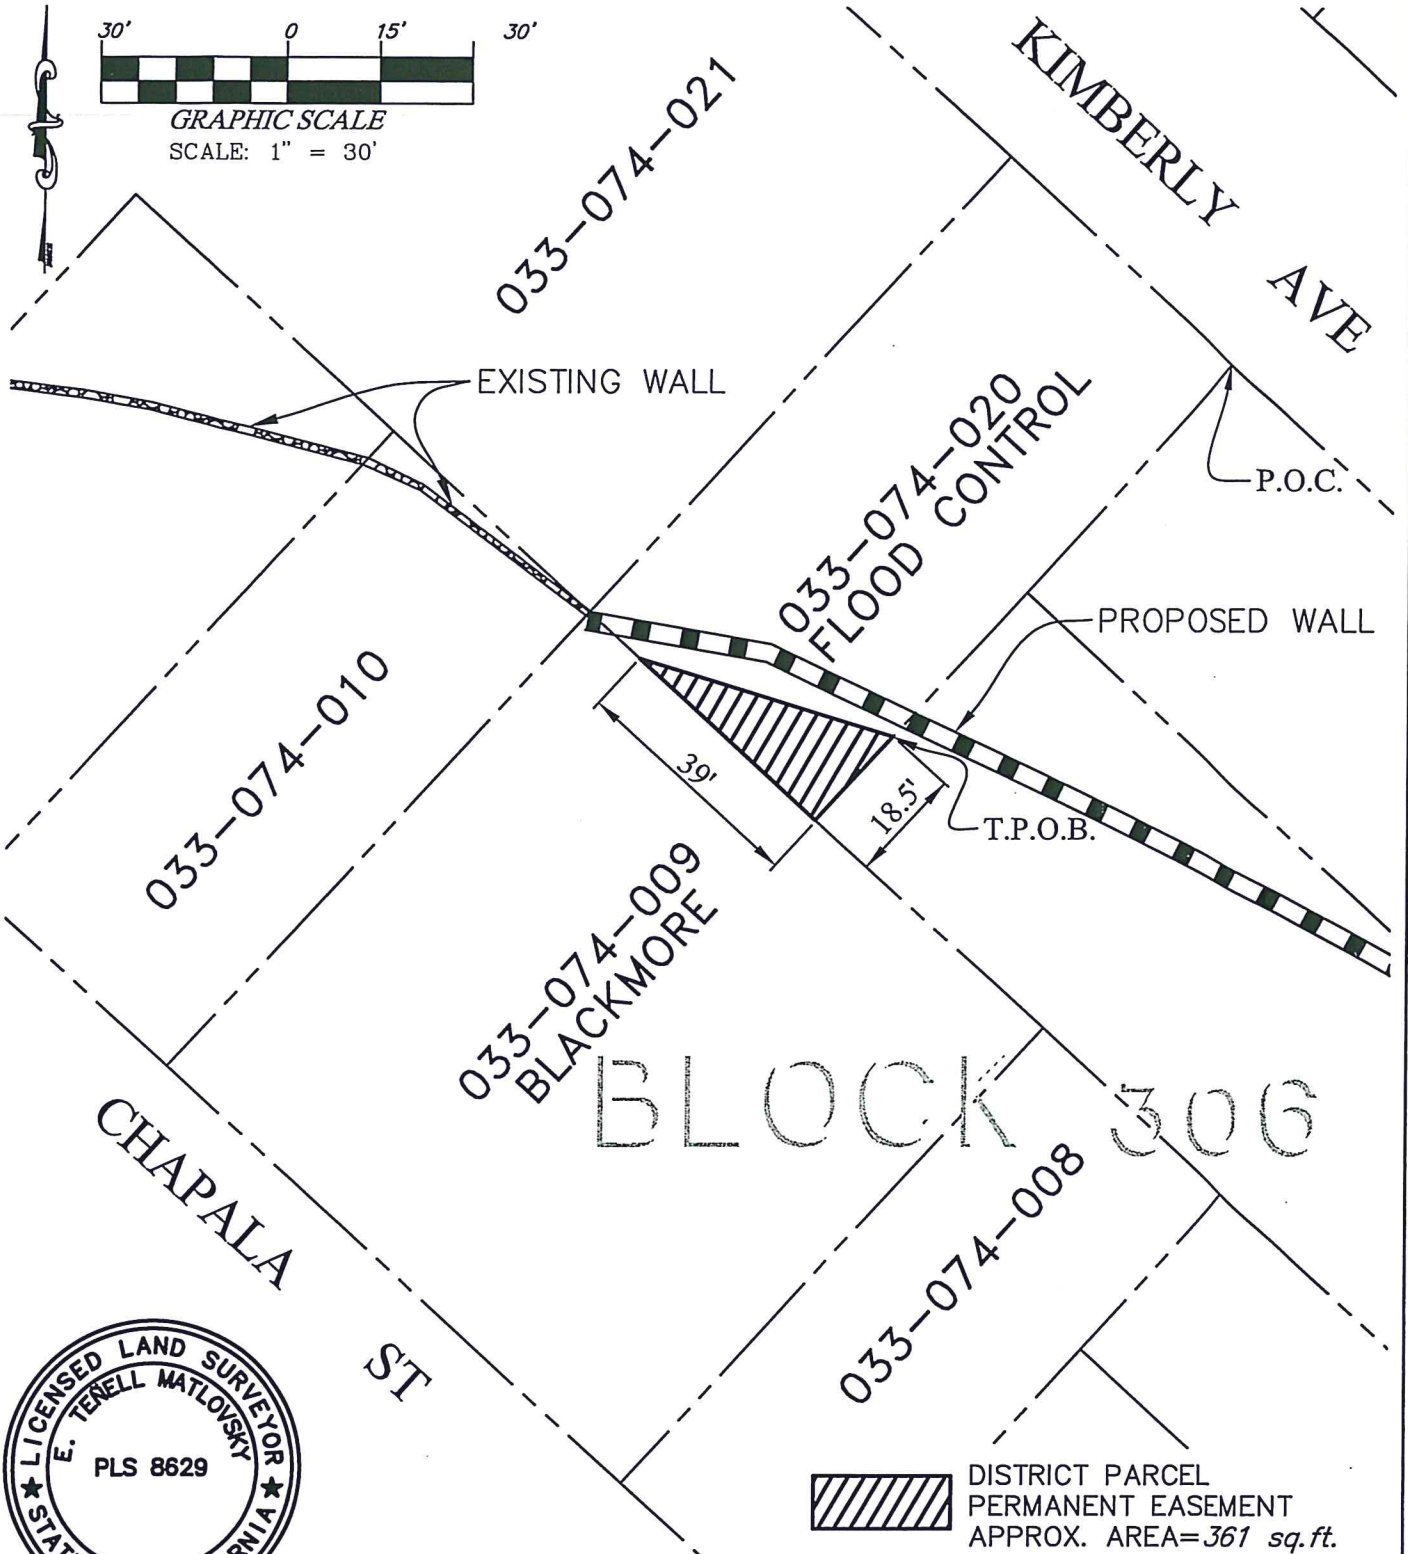 30' 0 15' 30'
GRAPHIC SCALE
SCALE: 1" = 30'
KIMBERLY AVE
033-074-021
EXISTING WALL
033-074-020
FLOOD CONTROL
P.O.C.
PROPOSED WALL
033-074-010
39'
18.5'
T.P.O.B.
033-074-009
BLACKMORE
BLOCK 306
CHAPALA ST
033-074-008
LICENSED LAND SURVEYOR
E. TENELL MATLOVSKY
PLS 8629
DISTRICT PARCEL
PERMANENT EASEMENT
APPROX. AREA=361 sq.ft.